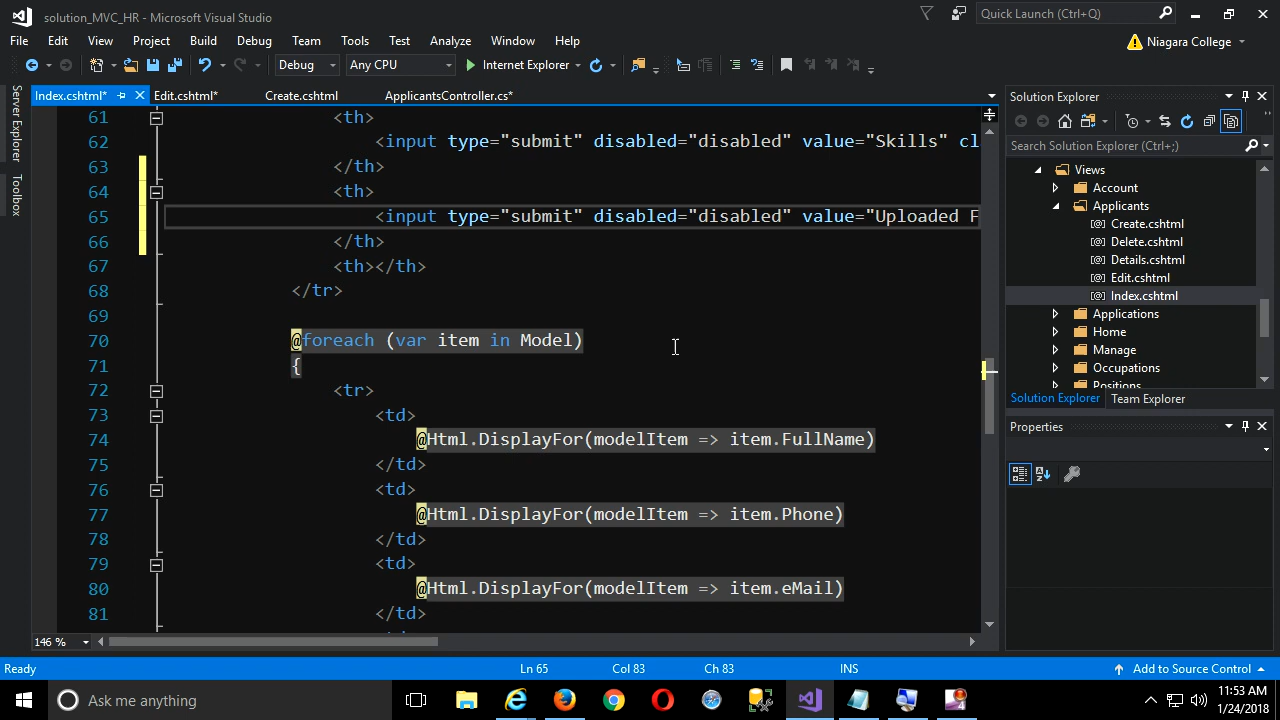 solution_MVC_HR - Microsoft Visual Studio
Quick Launch (Ctrl+Q)
File Edit View Project Build Debug Team Tools Test Analyze Window Help
Niagara College
Debug Any CPU Internet Explorer
Index.cshtml* Edit.cshtml* Create.cshtml ApplicantsController.cs*
Server Explorer
Toolbox
61 <th>
62 <input type="submit" disabled="disabled" value="Skills" cl
63 </th>
64 <th>
65 <input type="submit" disabled="disabled" value="Uploaded F
66 </th>
67 <th></th>
68 </tr>
69
70 @foreach (var item in Model)
71 {
72 <tr>
73 <td>
74 @Html.DisplayFor(modelItem => item.FullName)
75 </td>
76 <td>
77 @Html.DisplayFor(modelItem => item.Phone)
78 </td>
79 <td>
80 @Html.DisplayFor(modelItem => item.eMail)
81 </td>
146 %
Solution Explorer
Search Solution Explorer (Ctrl+;)
Views
Account
Applicants
Create.cshtml
Delete.cshtml
Details.cshtml
Edit.cshtml
Index.cshtml
Applications
Home
Manage
Occupations
Positions
Solution Explorer Team Explorer
Properties
Ready Ln 65 Col 83 Ch 83 INS Add to Source Control
Ask me anything
11:53 AM
1/24/2018